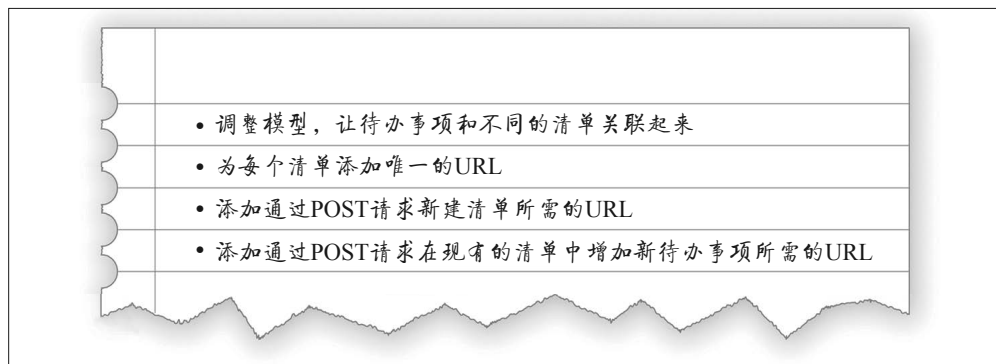 • 调整模型，让待办事项和不同的清单关联起来
• 为每个清单添加唯一的URL
• 添加通过POST请求新建清单所需的URL
• 添加通过POST请求在现有的清单中增加新待办事项所需的URL